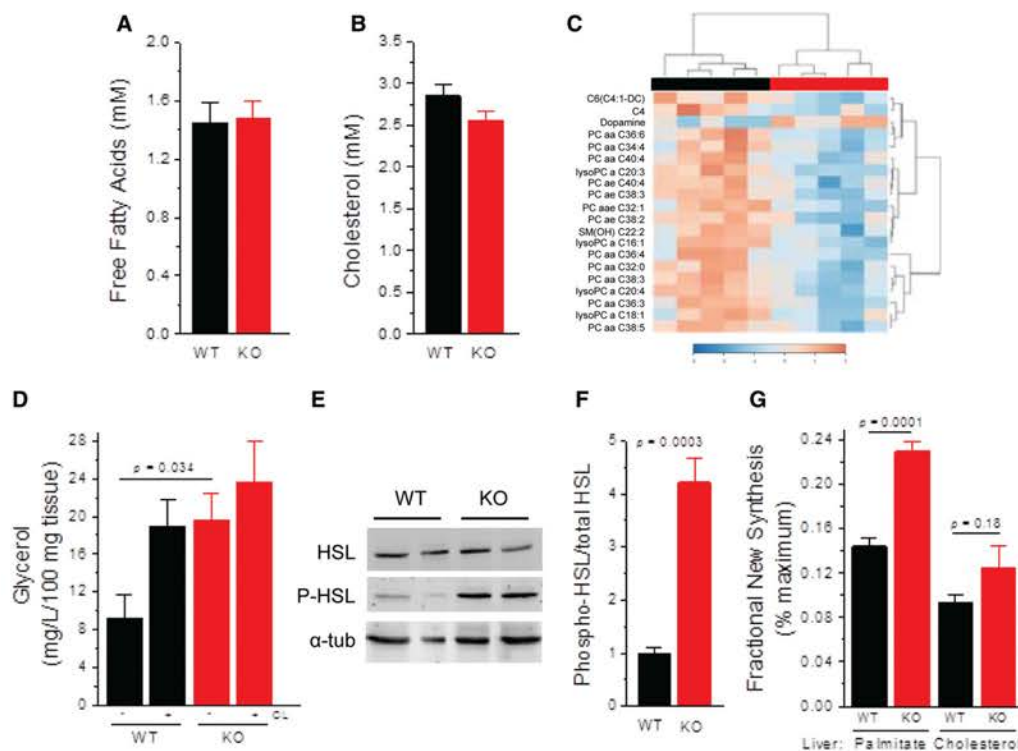 A
Free Fatty Acids (mM)
2.0
1.6
1.2
0.8
0.4
0.0
WT KO
B
Cholesterol (mM)
3.5
3.0
2.5
2.0
1.5
1.0
0.5
0.0
WT KO
C
C6(C4:1-DC)
C4
Dopamine
PC aa C36:6
PC aa C34:4
PC aa C40:4
lysoPC a C20:3
PC ae C40:4
PC ae C38:3
PC aae C32:1
PC ae C38:2
SM(OH) C22:2
lysoPC a C16:1
PC aa C36:4
PC aa C32:0
PC aa C38:3
lysoPC a C20:4
PC aa C36:3
lysoPC a C18:1
PC aa C38:5
D
Glycerol
(mg/L/100 mg tissue)
28
24
20
16
12
8
4
0
p = 0.034
- + - + CL
WT KO
E
WT KO
HSL
P-HSL
α-tub
F
Phospho-HSL/total HSL
p = 0.0003
5
4
3
2
1
0
WT KO
G
Fractional New Synthesis
(% maximum)
p = 0.0001
0.24
0.20
0.16
0.12
0.08
0.04
0.00
p = 0.18
WT KO WT KO
Liver: Palmitate Cholesterol